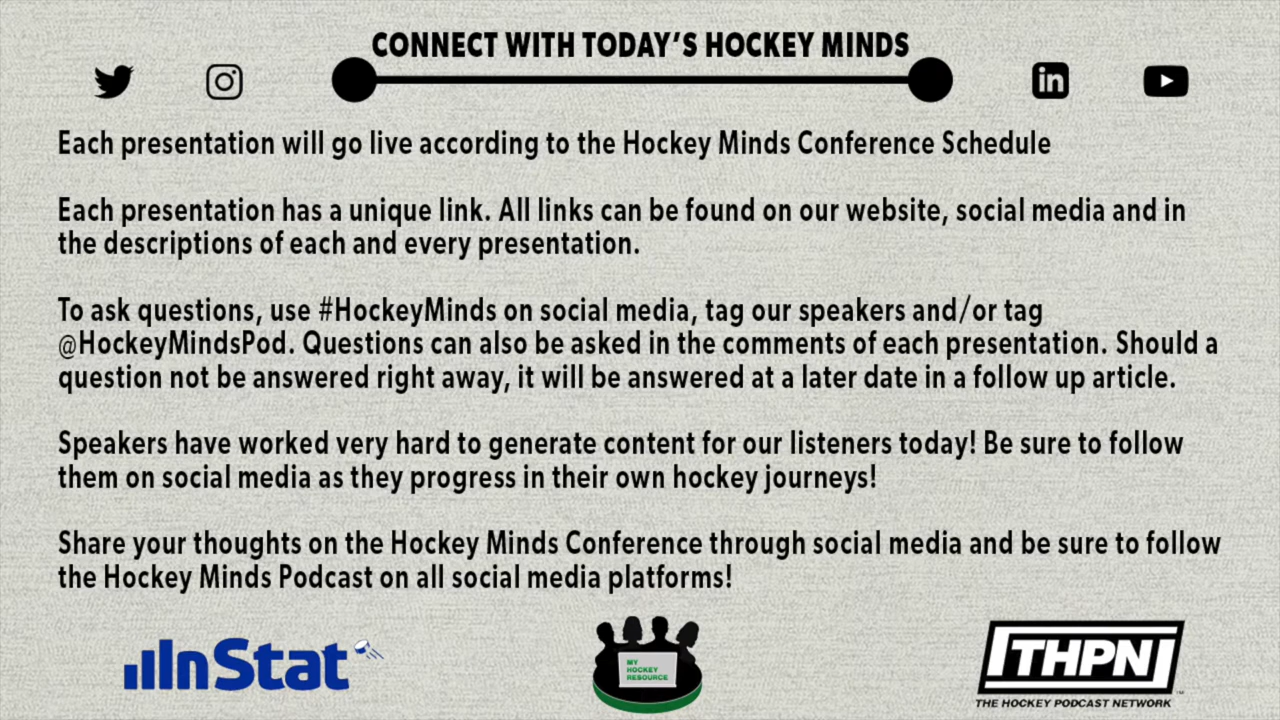 CONNECT WITH TODAY'S HOCKEY MINDS
Each presentation will go live according to the Hockey Minds Conference Schedule
Each presentation has a unique link. All links can be found on our website, social media and in
the descriptions of each and every presentation.
To ask questions, use #HockeyMinds on social media, tag our speakers and/or tag
@HockeyMindsPod. Questions can also be asked in the comments of each presentation. Should a
question not be answered right away, it will be answered at a later date in a follow up article.
Speakers have worked very hard to generate content for our listeners today! Be sure to follow
them on social media as they progress in their own hockey journeys!
Share your thoughts on the Hockey Minds Conference through social media and be sure to follow
the Hockey Minds Podcast on all social media platforms!
InStat
MY
HOCKEY
RESOURCE
THPN
THE HOCKEY PODCAST NETWORK